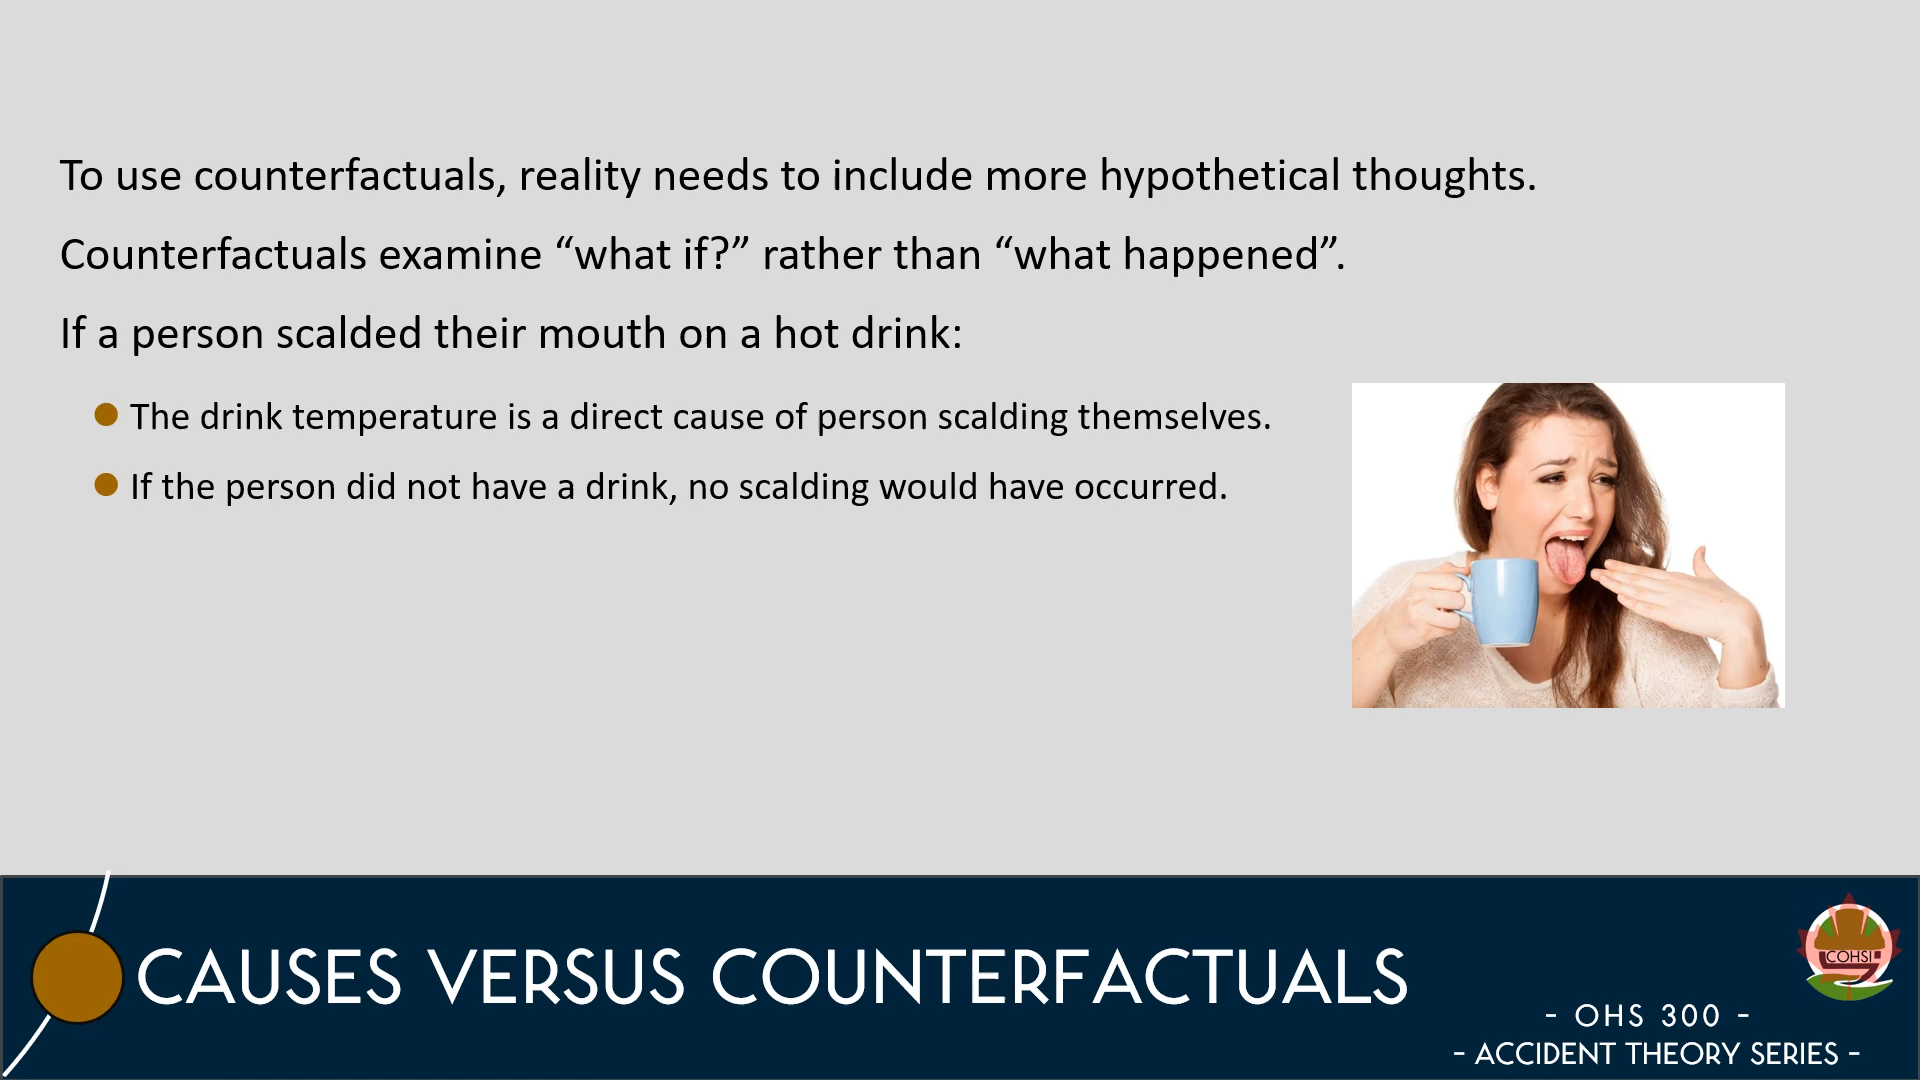 To use counterfactuals, reality needs to include more hypothetical thoughts.
Counterfactuals examine “what if?” rather than “what happened”.
If a person scalded their mouth on a hot drink:
The drink temperature is a direct cause of person scalding themselves.
If the person did not have a drink, no scalding would have occurred.
CAUSES VERSUS COUNTERFACTUALS
COHSI
- OHS 300 -
- ACCIDENT THEORY SERIES -